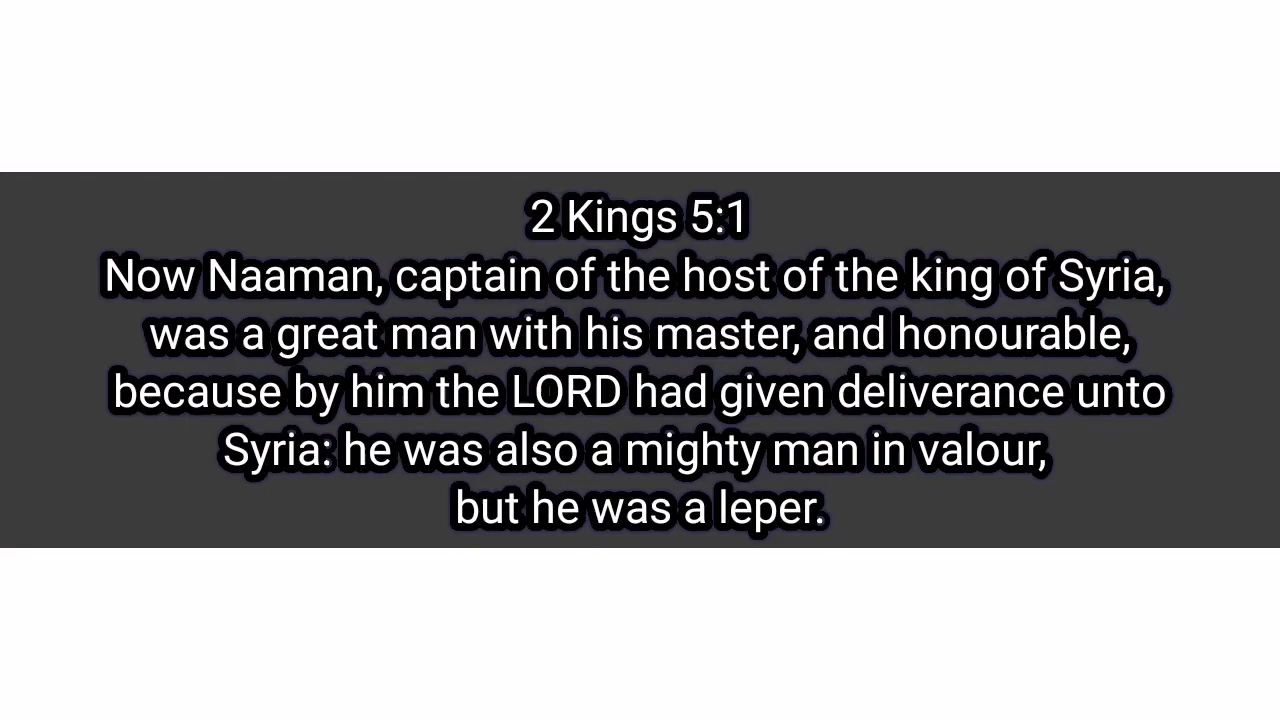 2 Kings 5:1
Now Naaman, captain of the host of the king of Syria,
was a great man with his master, and honourable,
because by him the LORD had given deliverance unto
Syria: he was also a mighty man in valour,
but he was a leper.